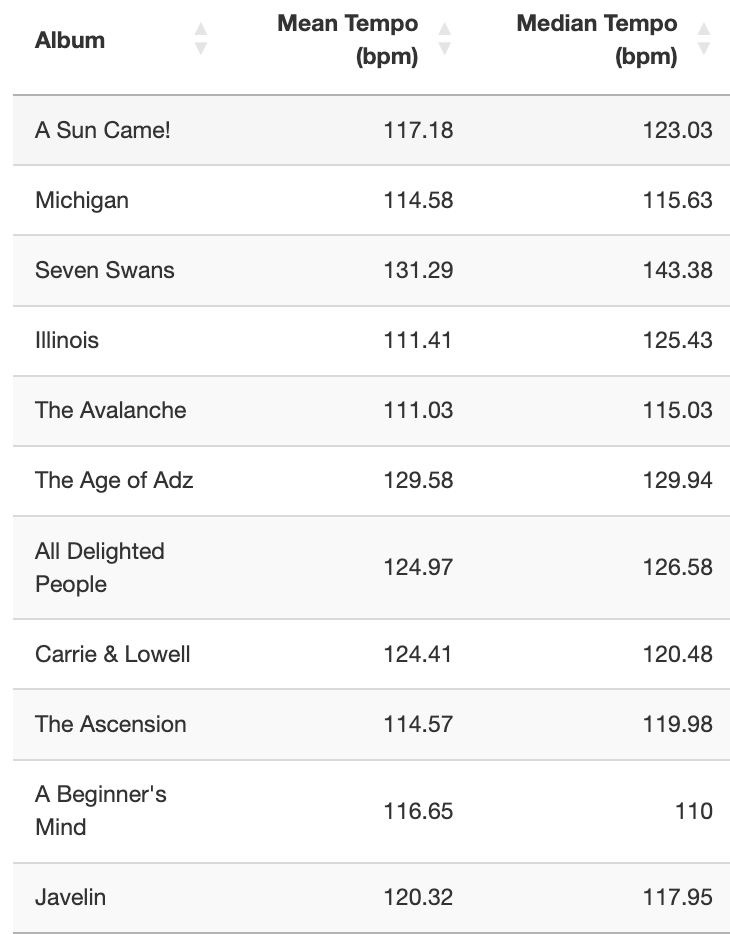 Album Mean Tempo (bpm) Median Tempo (bpm)
A Sun Came! 117.18 123.03
Michigan 114.58 115.63
Seven Swans 131.29 143.38
Illinois 111.41 125.43
The Avalanche 111.03 115.03
The Age of Adz 129.58 129.94
All Delighted People 124.97 126.58
Carrie & Lowell 124.41 120.48
The Ascension 114.57 119.98
A Beginner's Mind 116.65 110
Javelin 120.32 117.95